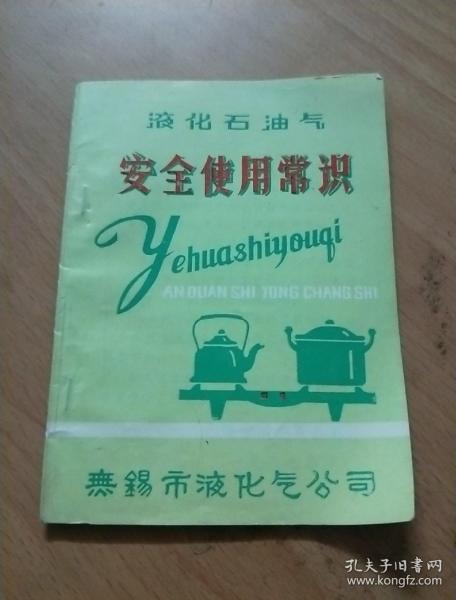 液化石油气
安全使用常识
Yehuashiyouqi
AN QUAN SHI YONG CHANG SHI
無錫市液化气公司
孔夫子旧书网
www.kongfz.com